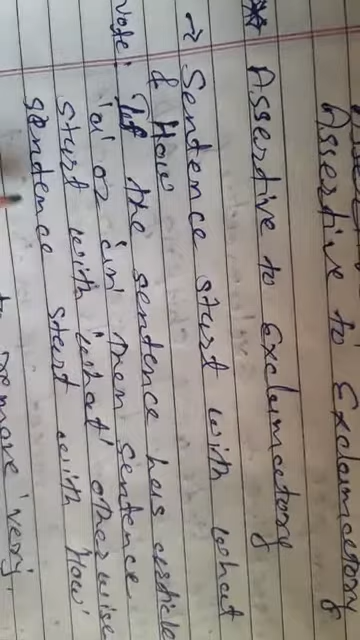 Assertive to Exclamatory
** Assertive to Exclamatory
→ Sentence start with what
& How
Note: If the sentence has article
'a' or 'an' then sentence
start with 'what' otherwise
sentence start with 'How'
remove 'very'